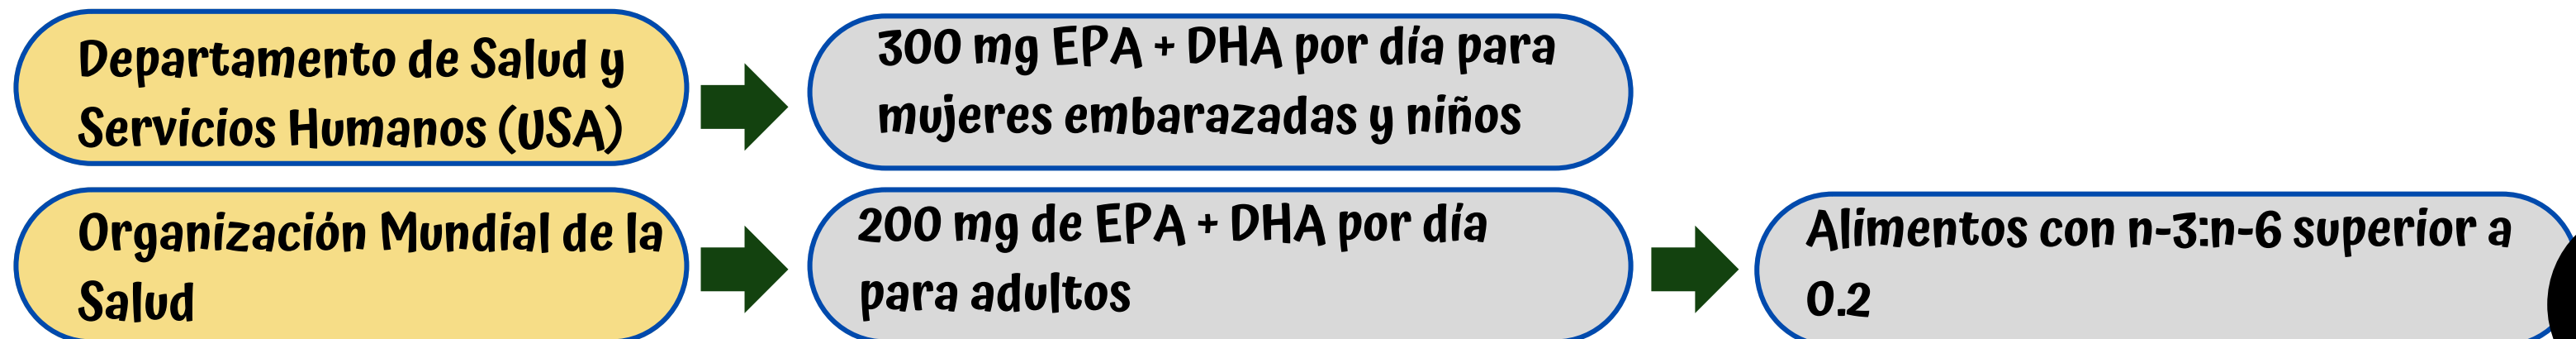 Departamento de Salud y
Servicios Humanos (USA)
300 mg EPA + DHA por día para
mujeres embarazadas y niños
Organización Mundial de la
Salud
200 mg de EPA + DHA por día
para adultos
Alimentos con n-3:n-6 superior a
0.2